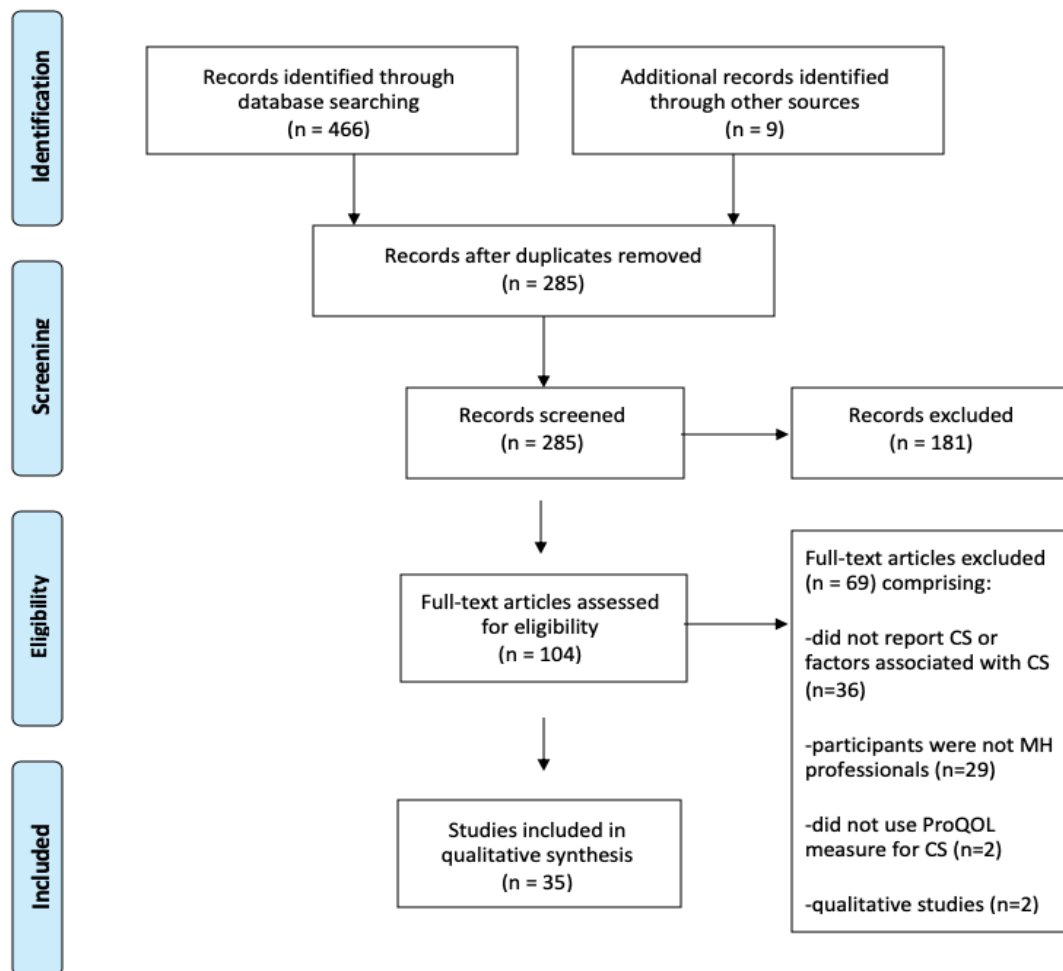 Identification
Records identified through
database searching
(n = 466)
Additional records identified
through other sources
(n = 9)
Records after duplicates removed
(n = 285)
Screening
Records screened
(n = 285)
Records excluded
(n = 181)
Eligibility
Full-text articles assessed
for eligibility
(n = 104)
Full-text articles excluded
(n = 69) comprising:
-did not report CS or
factors associated with CS
(n=36)
-participants were not MH
professionals (n=29)
-did not use ProQOL
measure for CS (n=2)
-qualitative studies (n=2)
Included
Studies included in
qualitative synthesis
(n = 35)